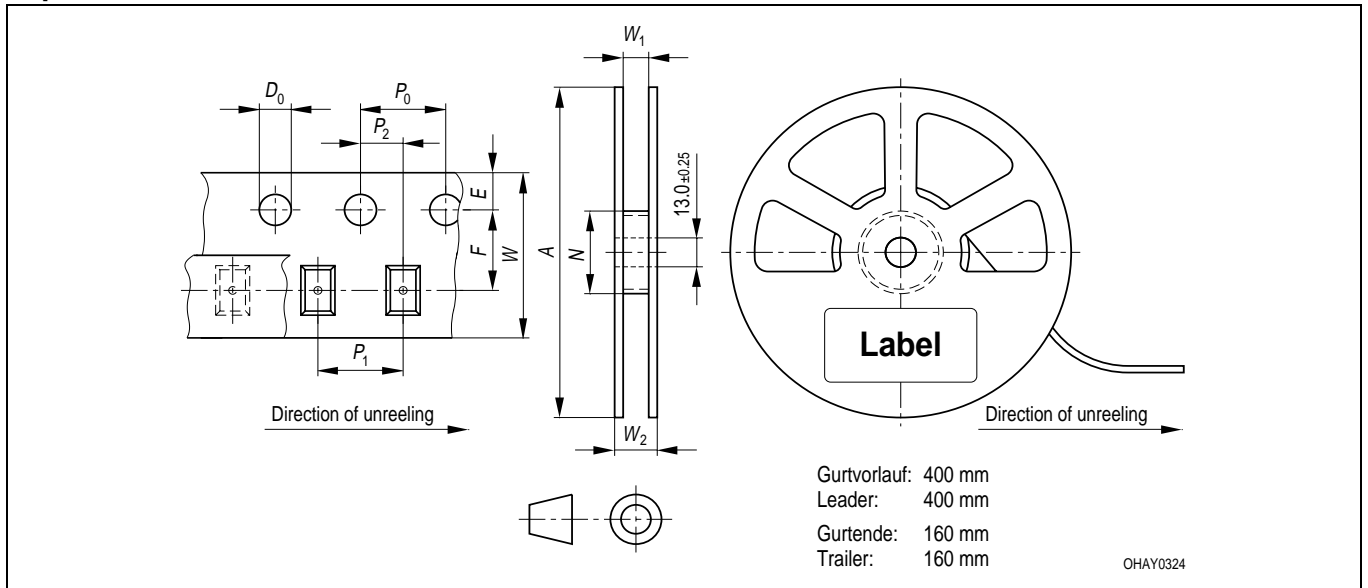 W1
D0
P0
P2
E
F
W
A
N
13.0±0.25
Label
P1
Direction of unreeling
W2
Direction of unreeling
Gurtvorlauf: 400 mm
Leader: 400 mm
Gurtende: 160 mm
Trailer: 160 mm
OHAY0324